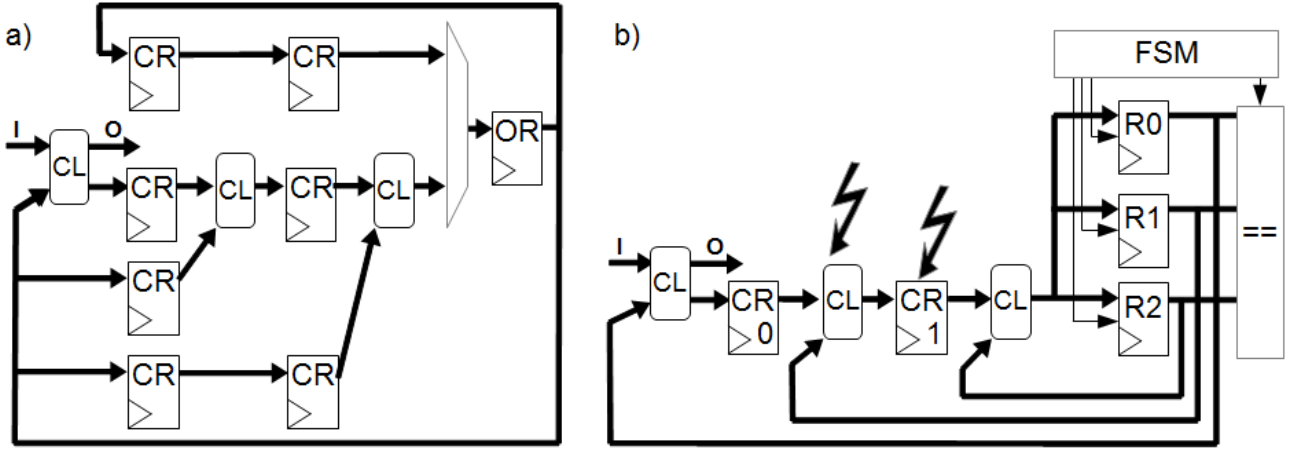 a)
CR CR
OR
I O
CL
CR CL CR CL
CR
CR CR
b)
FSM
R0
R1
==
I O
CL CL CL R2
CR CR
0 1